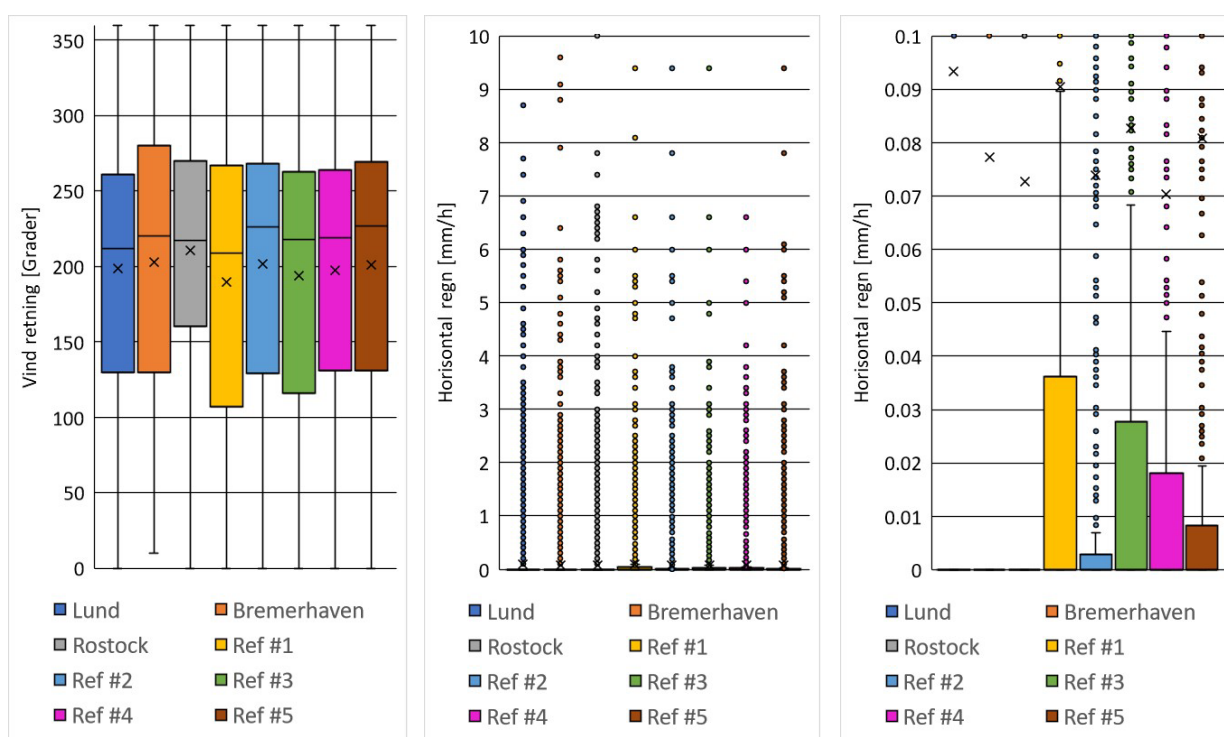 Vind retning [Grader]
350
300
250
200
150
100
50
0
Lund Bremerhaven
Rostock Ref #1
Ref #2 Ref #3
Ref #4 Ref #5
Horisontal regn [mm/h]
10
9
8
7
6
5
4
3
2
1
0
Lund Bremerhaven
Rostock Ref #1
Ref #2 Ref #3
Ref #4 Ref #5
Horisontal regn [mm/h]
0.1
0.09
0.08
0.07
0.06
0.05
0.04
0.03
0.02
0.01
0
Lund Bremerhaven
Rostock Ref #1
Ref #2 Ref #3
Ref #4 Ref #5